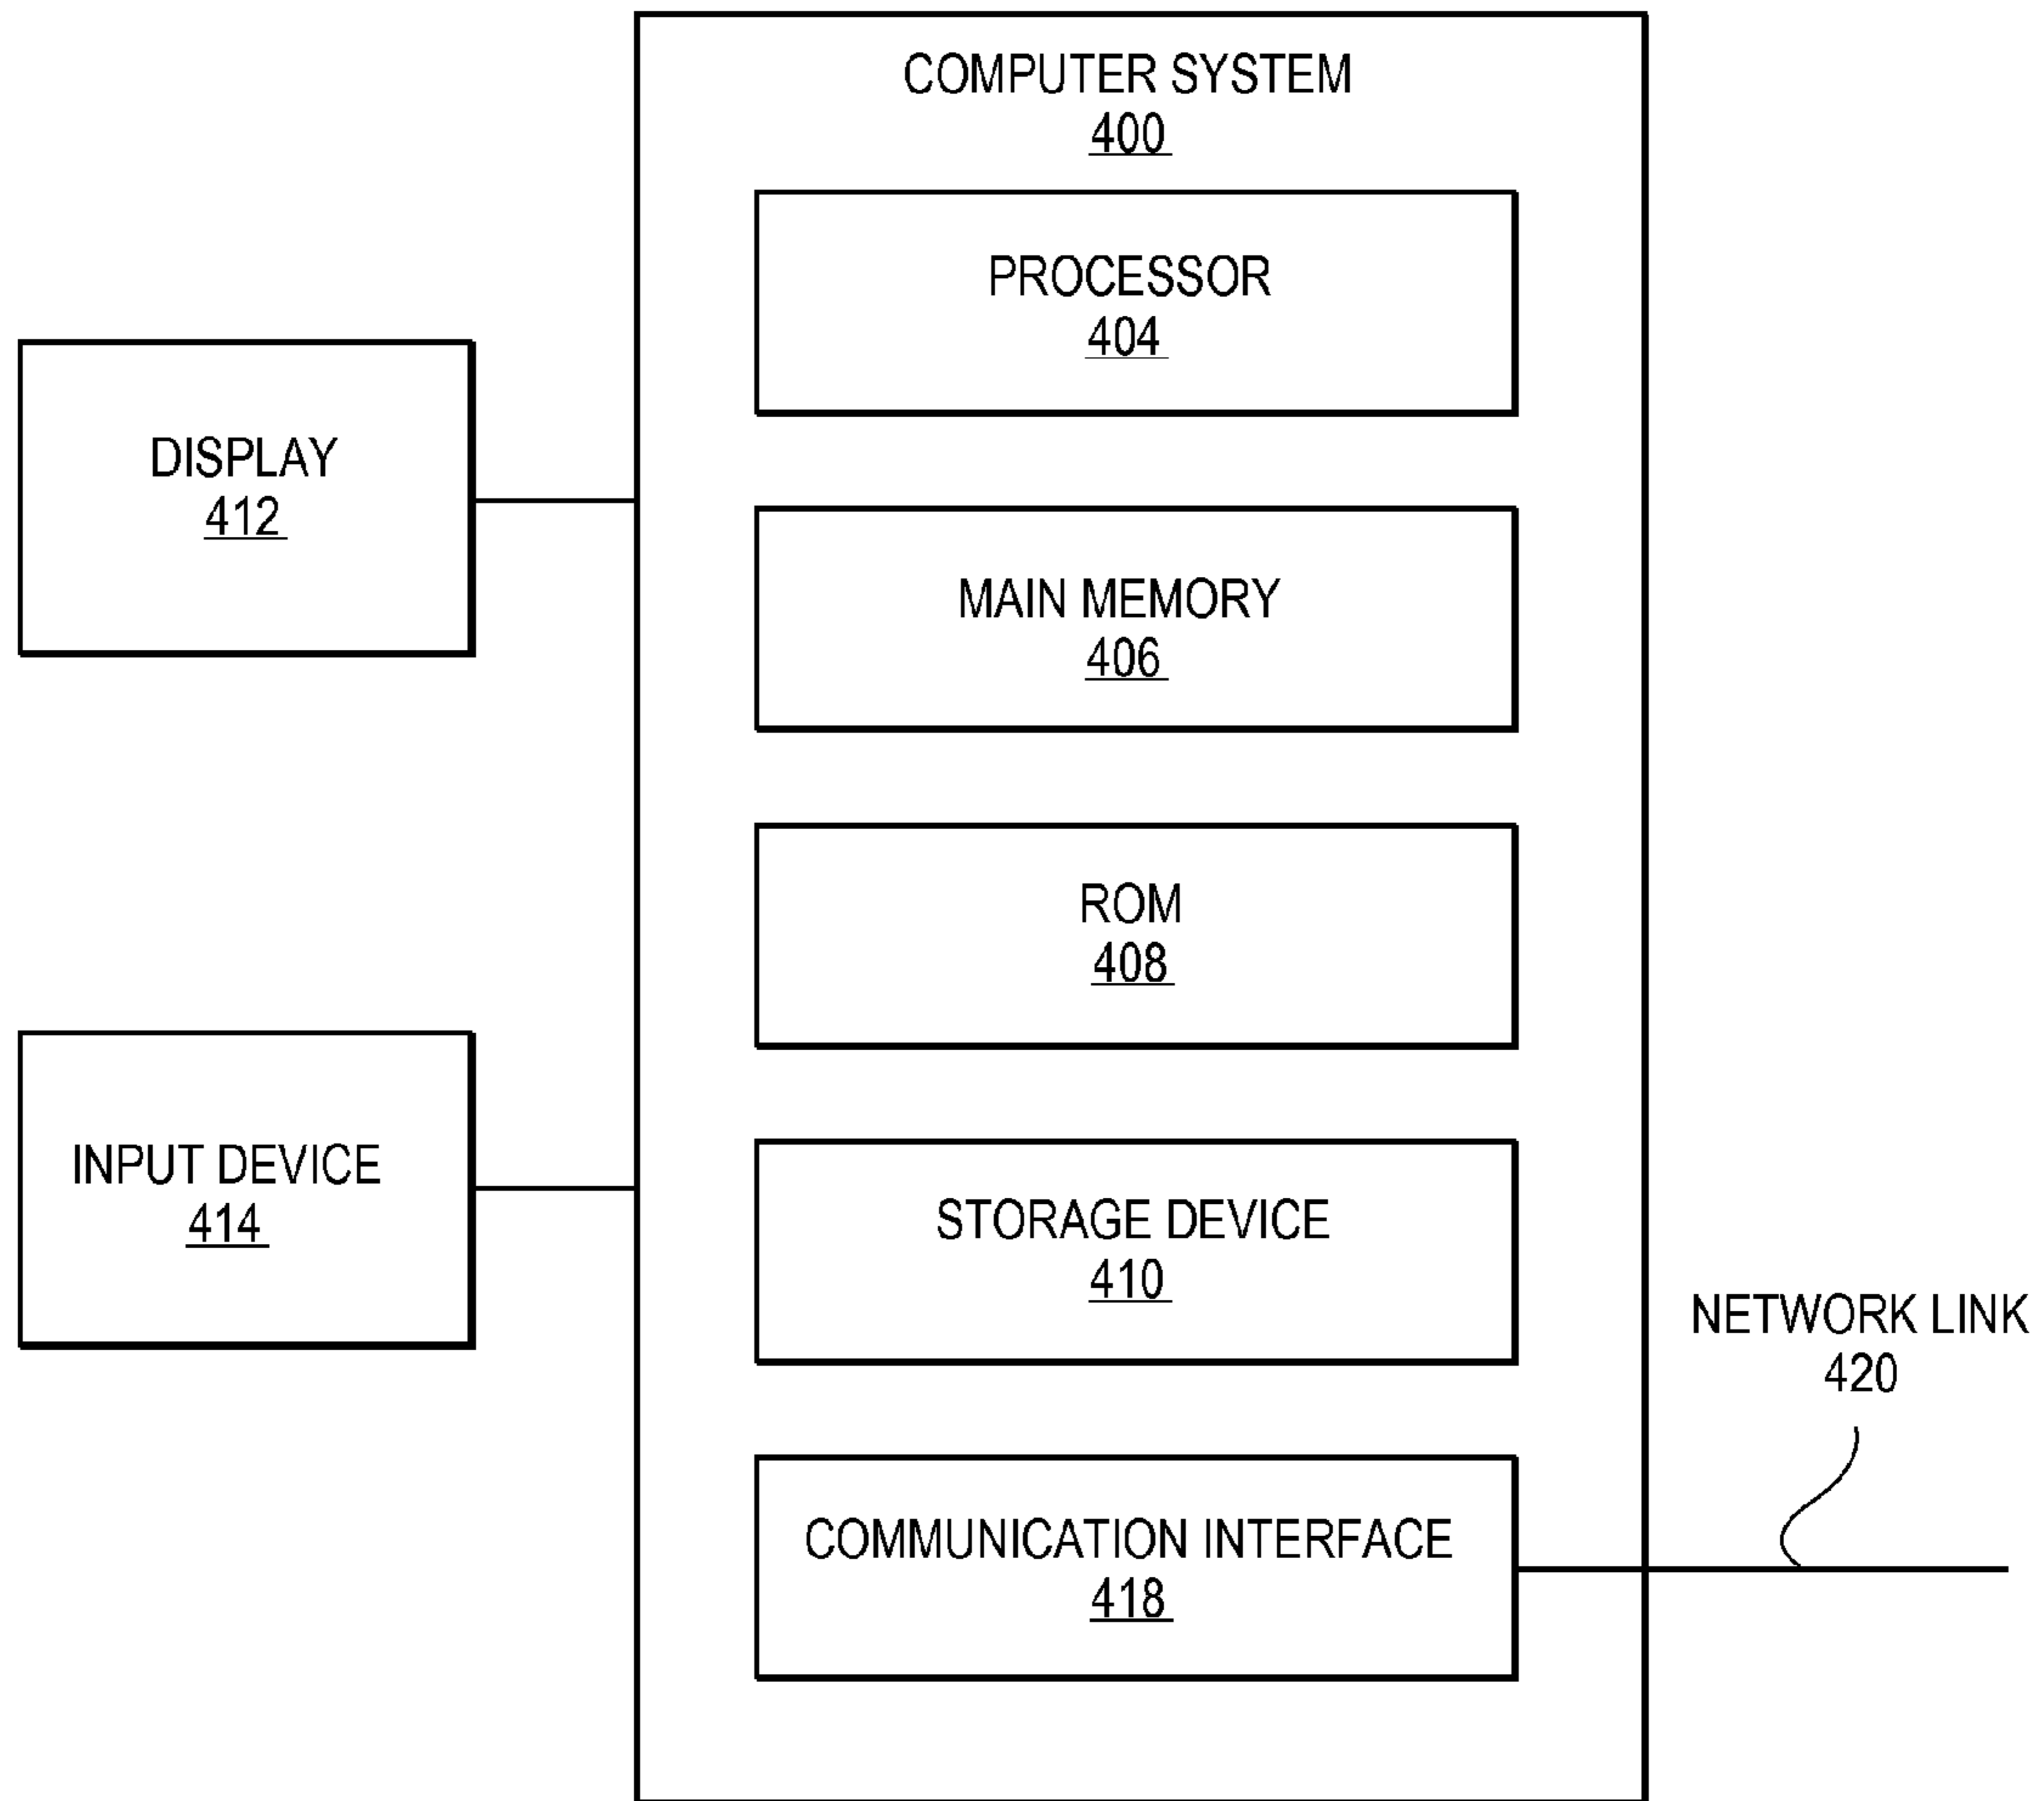 COMPUTER SYSTEM
400
PROCESSOR
404
DISPLAY
412
MAIN MEMORY
406
ROM
408
INPUT DEVICE
414
STORAGE DEVICE
410
NETWORK LINK
420
COMMUNICATION INTERFACE
418